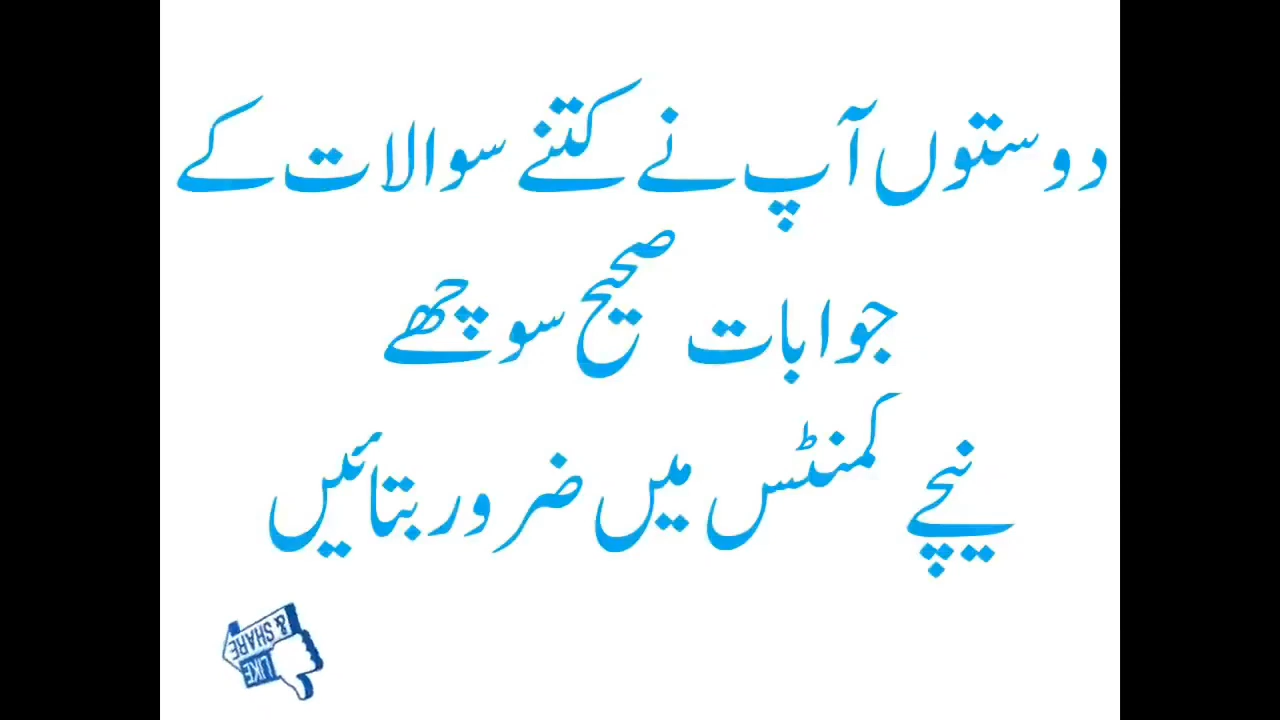 دوستوں آپ نے کتنے سوالات کے
جوابات صحیح سوچھے
نیچے کمنٹس میں ضرور بتائیں
& SHARE
LIKE